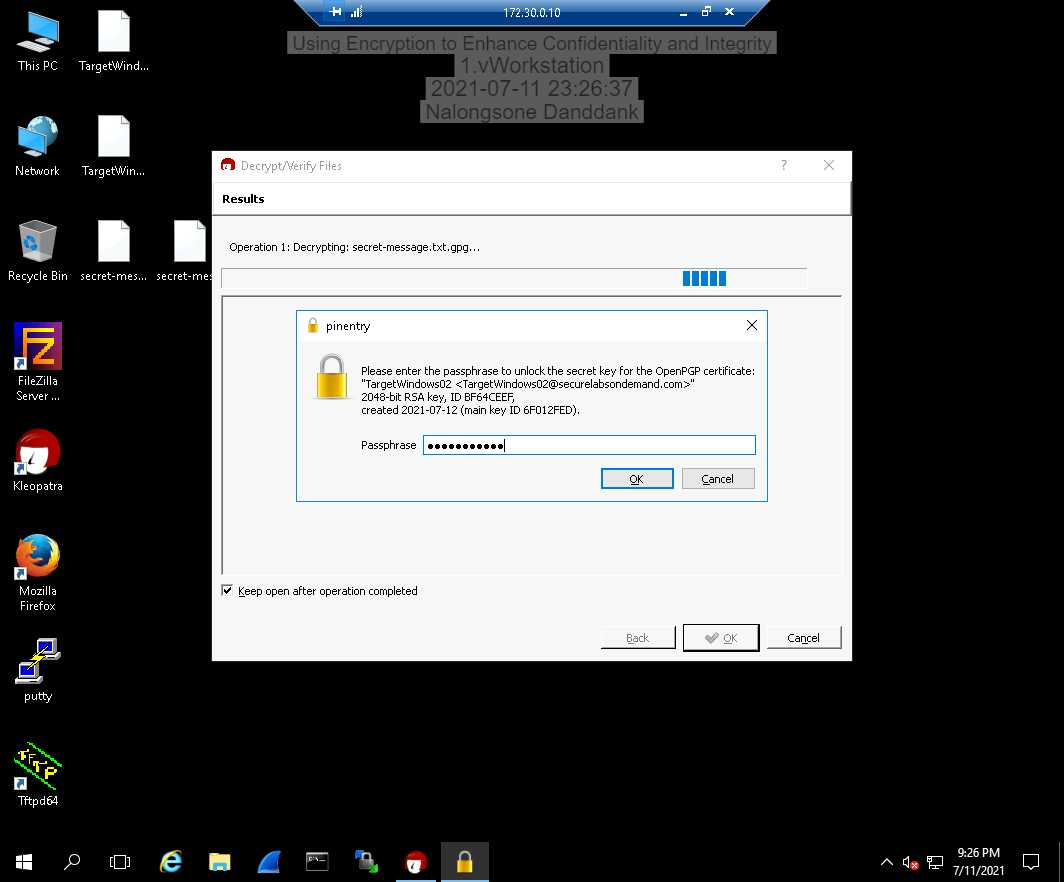 172.30.0.10
Using Encryption to Enhance Confidentiality and Integrity
1.vWorkstation
2021-07-11 23:26:37
Nalongsone Danddank
This PC
TargetWind...
Network
TargetWin...
Recycle Bin
secret-mes...
secret-mes
FileZilla
Server ...
Kleopatra
Mozilla
Firefox
putty
TFTP
Tftpd64
Decrypt/Verify Files
?
Results
Operation 1: Decrypting: secret-message.txt.gpg...
pinentry
Please enter the passphrase to unlock the secret key for the OpenPGP certificate:
"TargetWindows02 <TargetWindows02@securelabsondemand.com>"
2048-bit RSA key, ID BF64CEEF,
created 2021-07-12 (main key ID 6F012FED).
Passphrase ●●●●●●●●●●●
OK Cancel
Keep open after operation completed
Back OK Cancel
9:26 PM
7/11/2021